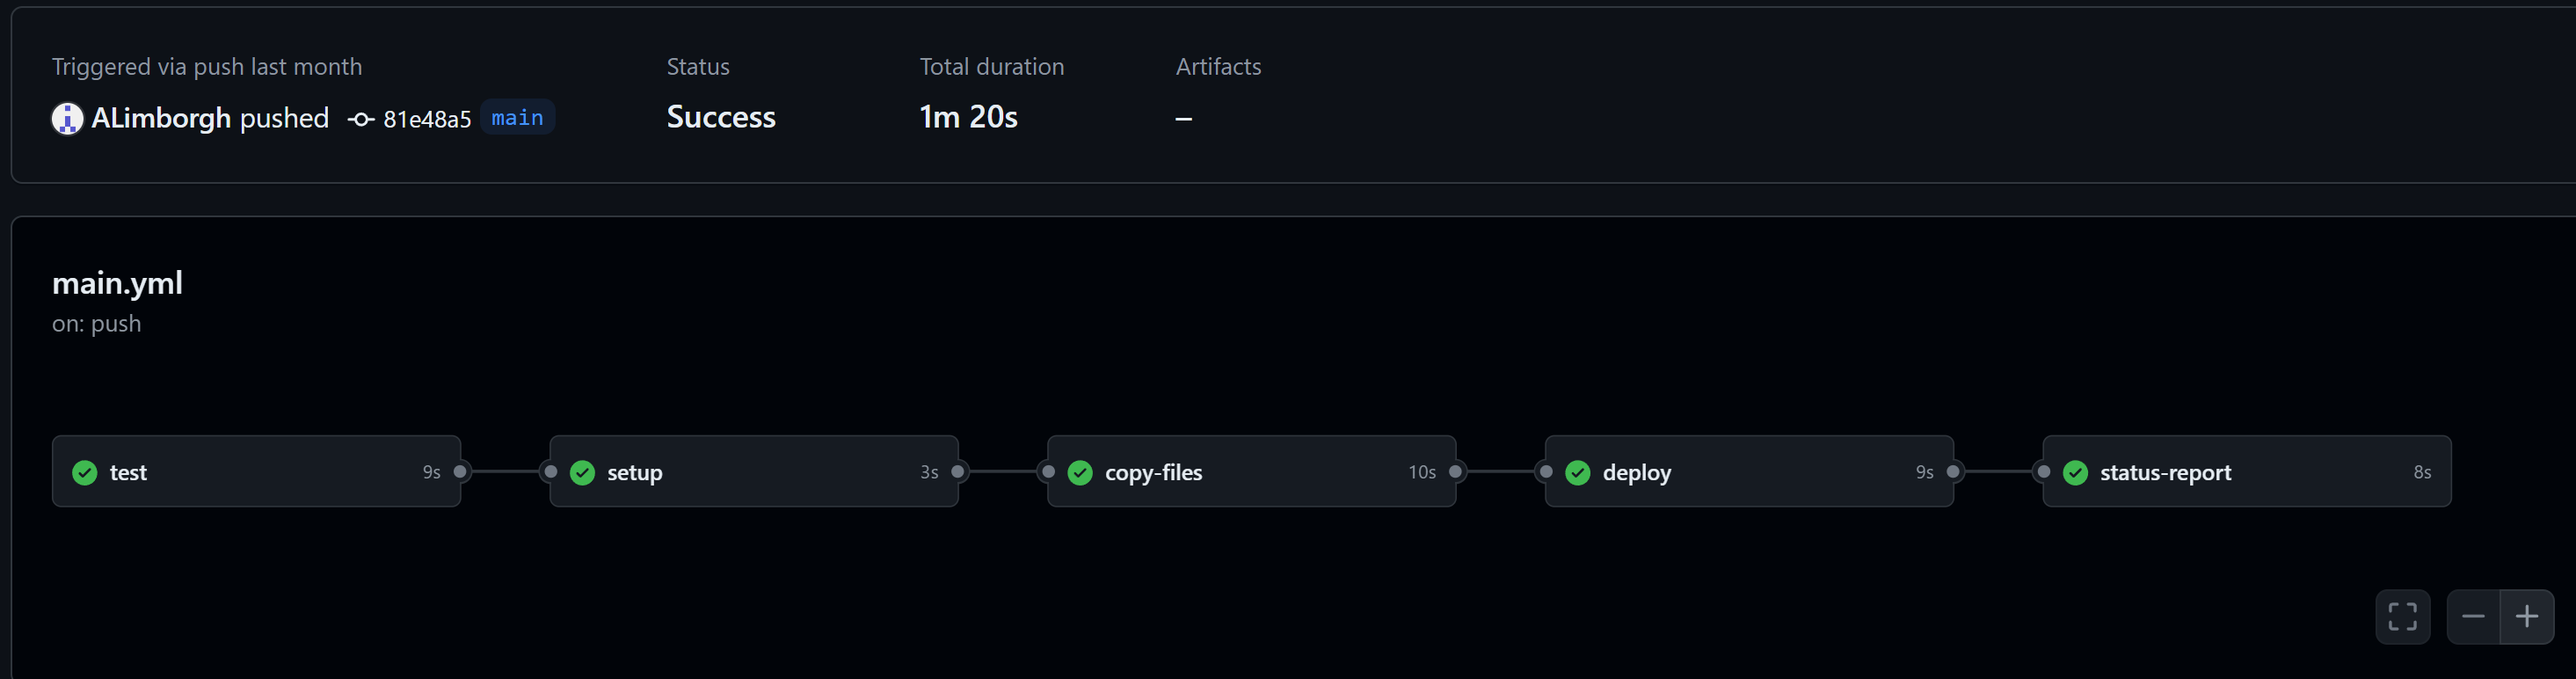 Triggered via push last month
ALimborgh pushed 81e48a5 main
Status
Success
Total duration
1m 20s
Artifacts
–
main.yml
on: push
test 9s
setup 3s
copy-files 10s
deploy 9s
status-report 8s